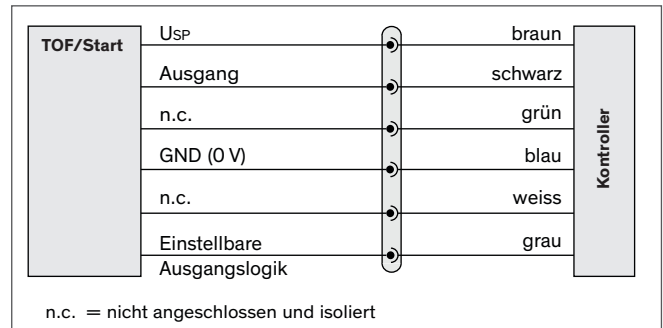 TOF/Start
USP
braun
Ausgang
schwarz
n.c.
grün
GND (0 V)
blau
n.c.
weiss
Einstellbare
Ausgangslogik
grau
Kontroller
n.c. = nicht angeschlossen und isoliert